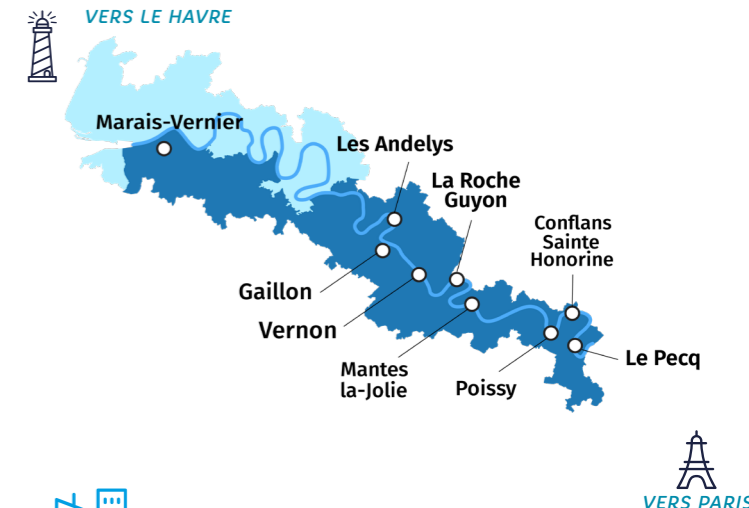 VERS LE HAVRE
Marais-Vernier
Les Andelys
La Roche
Guyon
Conflans
Sainte
Honorine
Gaillon
Vernon
Mantes
la-Jolie
Poissy
Le Pecq
VERS PARIS